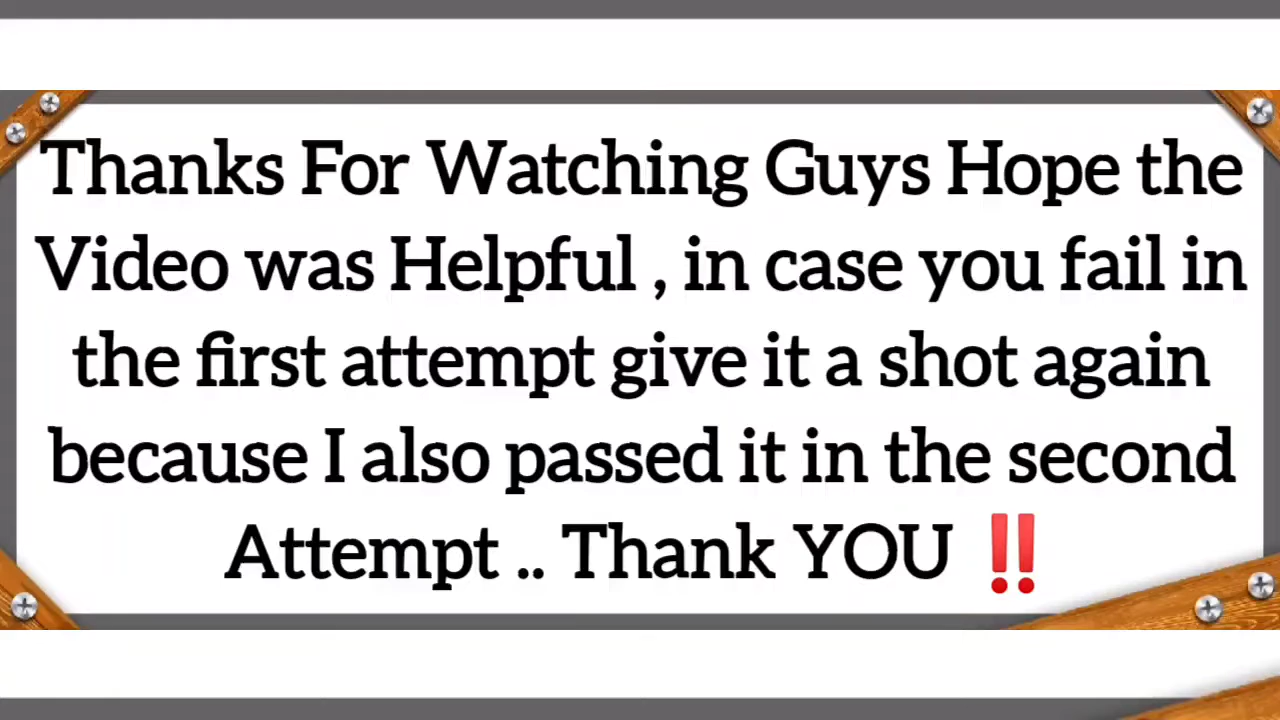 Thanks For Watching Guys Hope the
Video was Helpful , in case you fail in
the first attempt give it a shot again
because I also passed it in the second
Attempt .. Thank YOU ‼️